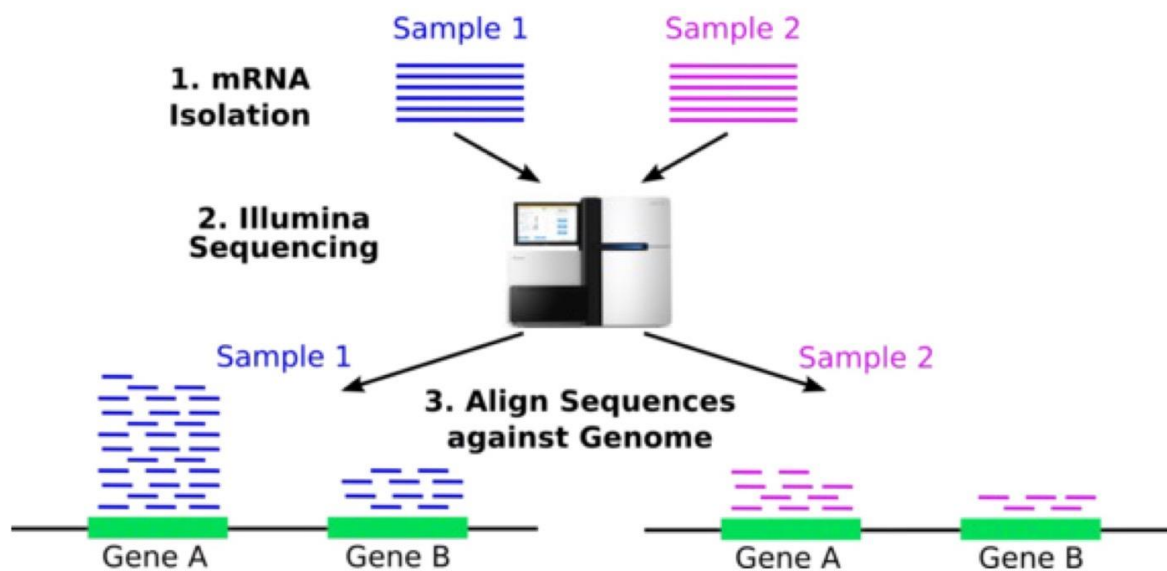 Sample 1
Sample 2
1. mRNA
Isolation
2. Illumina
Sequencing
Sample 1
Sample 2
3. Align Sequences
against Genome
Gene A
Gene B
Gene A
Gene B